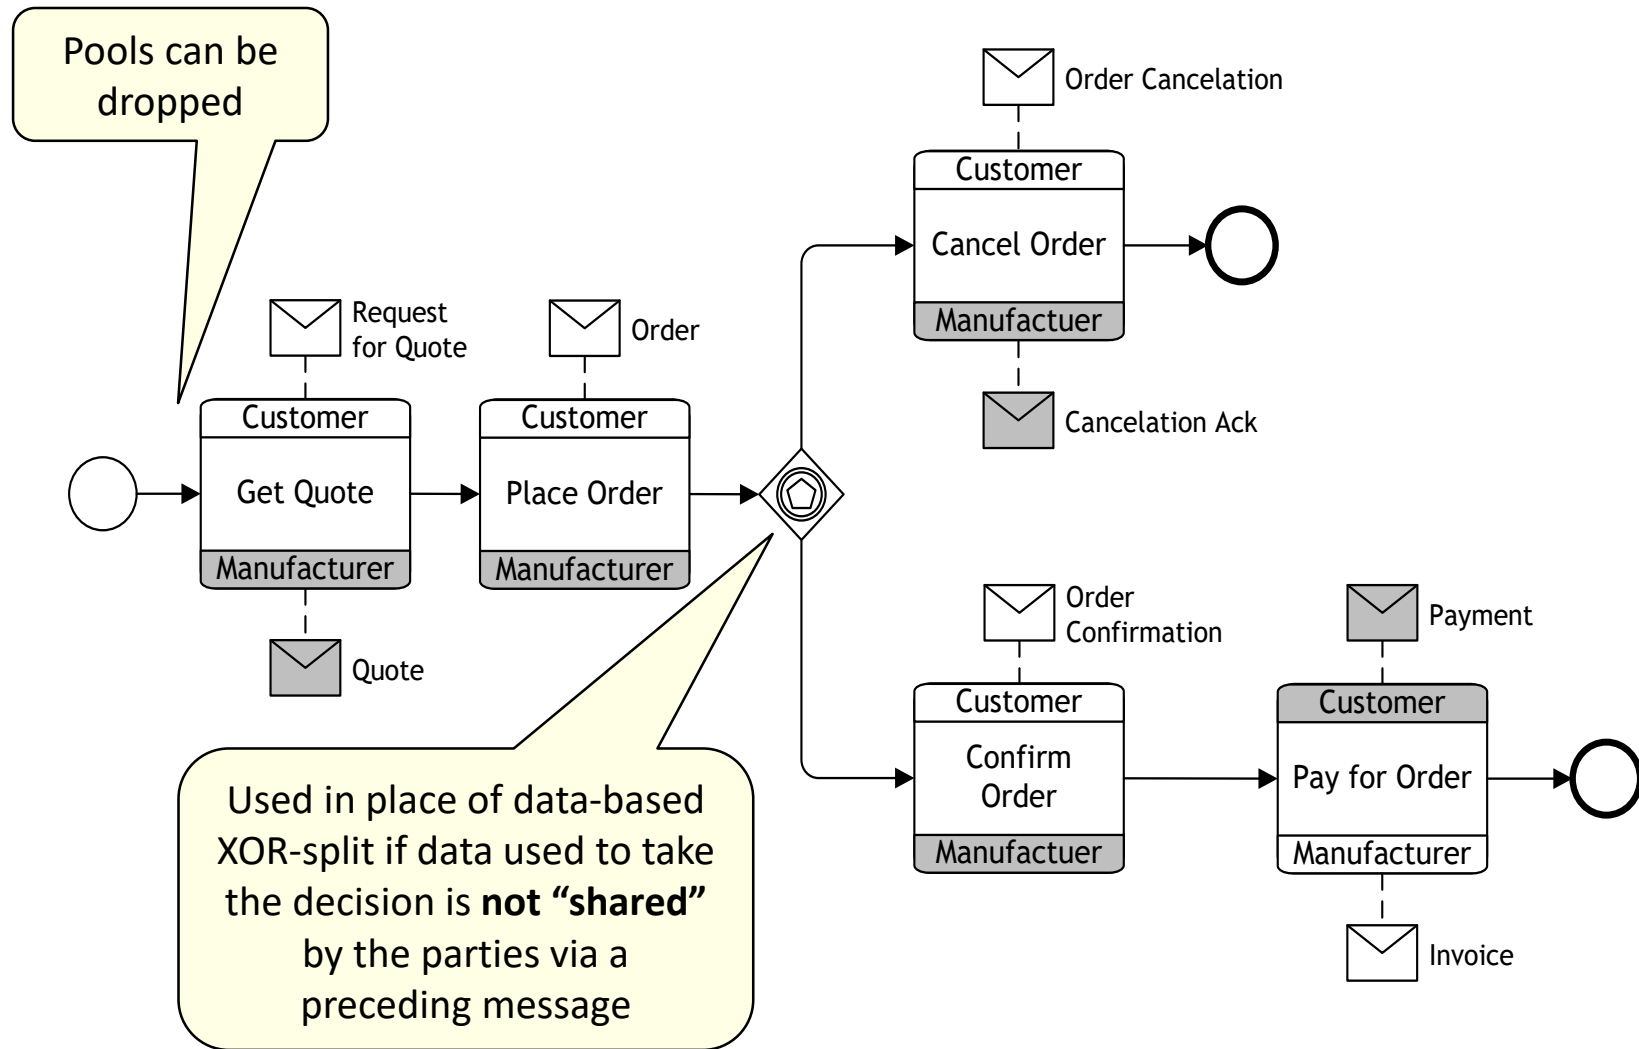 Pools can be
dropped
Order Cancelation
Customer
Cancel Order
Manufactuer
Cancelation Ack
Request
for Quote
Order
Customer
Get Quote
Manufacturer
Quote
Customer
Place Order
Manufacturer
Order
Confirmation
Customer
Confirm
Order
Manufactuer
Payment
Customer
Pay for Order
Manufacturer
Invoice
Used in place of data-based
XOR-split if data used to take
the decision is not “shared”
by the parties via a
preceding message